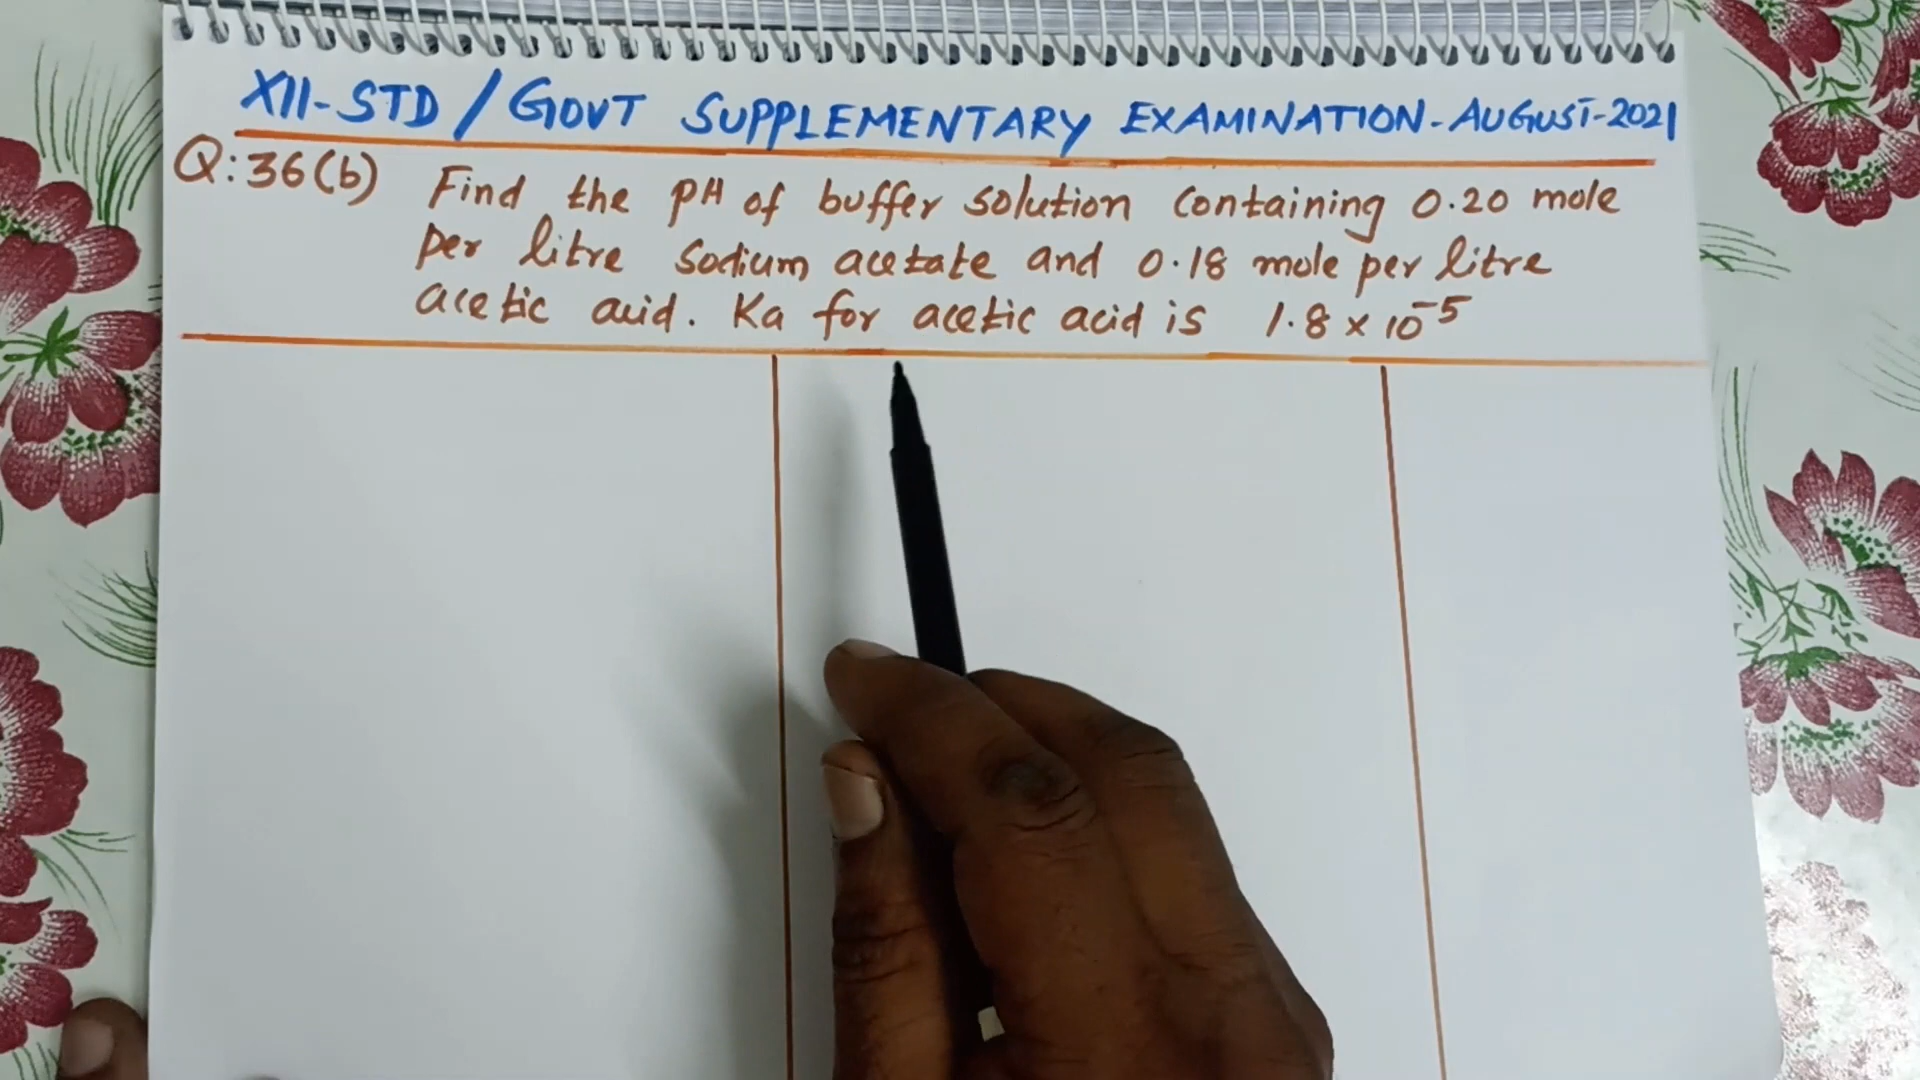 XII-STD / GOVT SUPPLEMENTARY EXAMINATION-AUGUST-2021
Q:36(b) Find the pH of buffer solution containing 0.20 mole
per litre sodium acetate and 0.18 mole per litre
acetic acid. Ka for acetic acid is 1.8 × 10⁻⁵